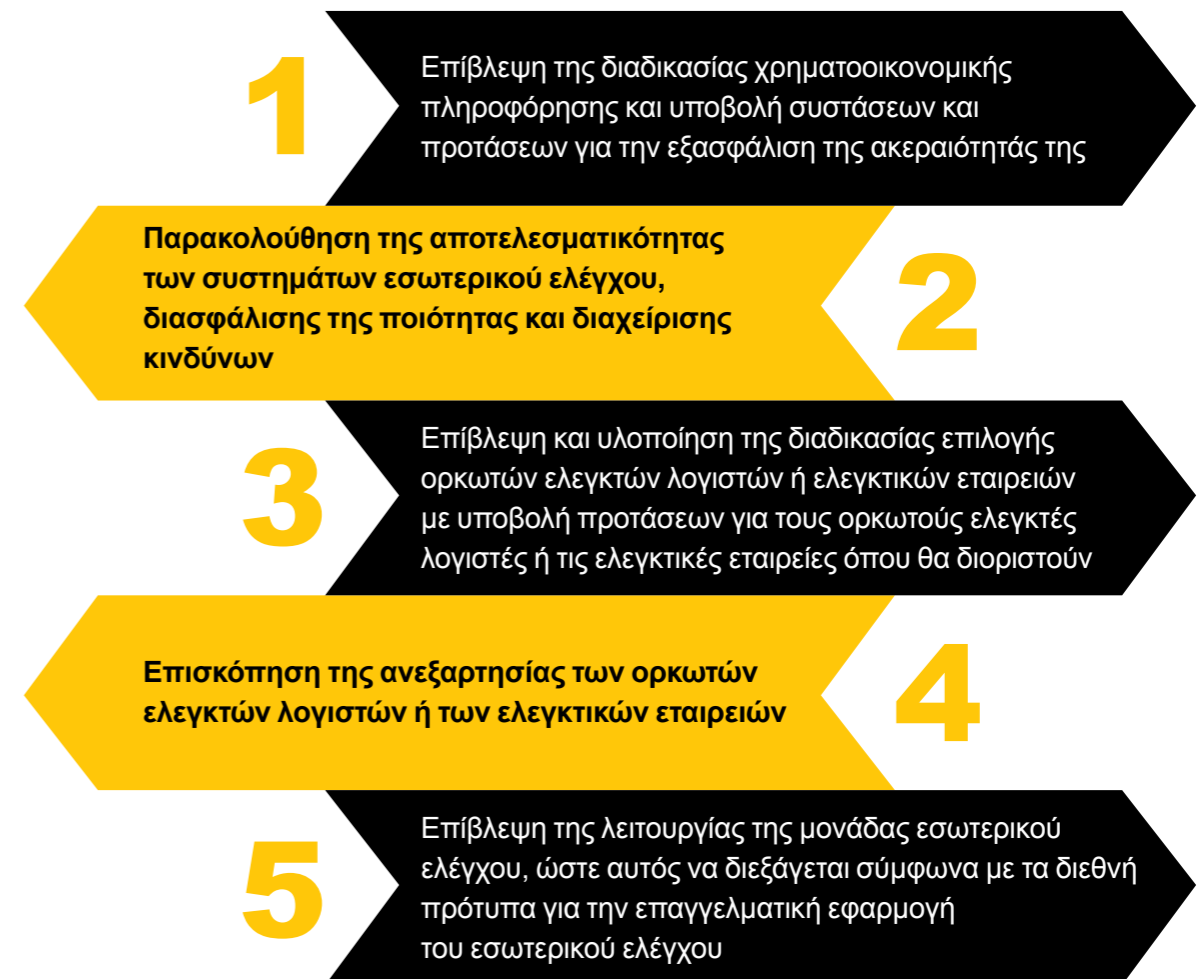 1
Επίβλεψη της διαδικασίας χρηματοοικονομικής
πληροφόρησης και υποβολή συστάσεων και
προτάσεων για την εξασφάλιση της ακεραιότητάς της
Παρακολούθηση της αποτελεσματικότητας
των συστημάτων εσωτερικού ελέγχου,
διασφάλισης της ποιότητας και διαχείρισης
κινδύνων
2
3
Επίβλεψη και υλοποίηση της διαδικασίας επιλογής
ορκωτών ελεγκτών λογιστών ή ελεγκτικών εταιρειών
με υποβολή προτάσεων για τους ορκωτούς ελεγκτές
λογιστές ή τις ελεγκτικές εταιρείες όπου θα διοριστούν
Επισκόπηση της ανεξαρτησίας των ορκωτών
ελεγκτών λογιστών ή των ελεγκτικών εταιρειών
4
5
Επίβλεψη της λειτουργίας της μονάδας εσωτερικού
ελέγχου, ώστε αυτός να διεξάγεται σύμφωνα με τα διεθνή
πρότυπα για την επαγγελματική εφαρμογή
του εσωτερικού ελέγχου